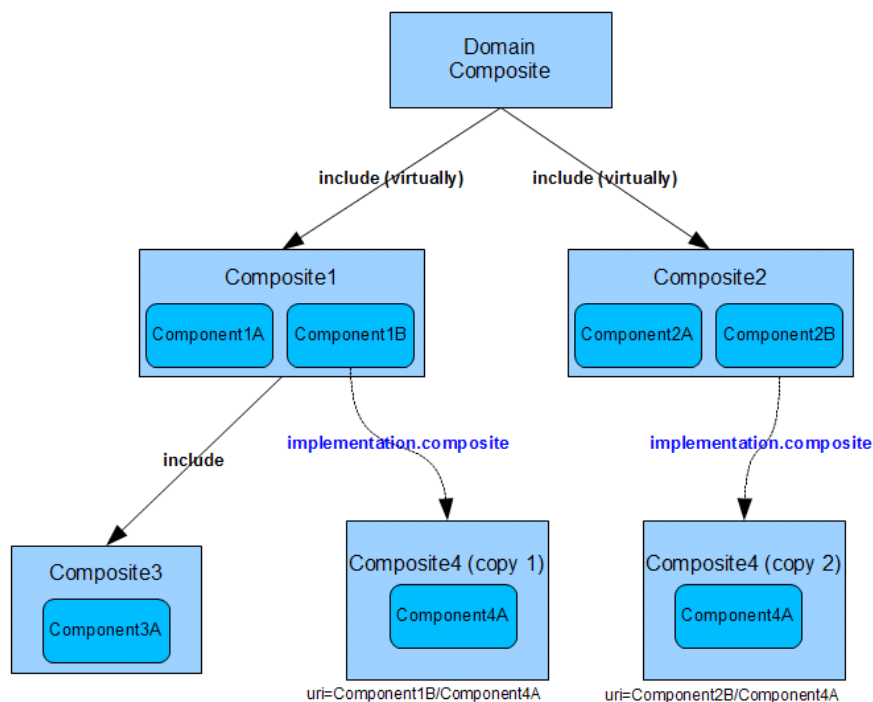 Domain
Composite
include (virtually)
include (virtually)
Composite1
Component1A
Component1B
Composite2
Component2A
Component2B
implementation.composite
implementation.composite
include
Composite3
Component3A
Composite4 (copy 1)
Component4A
Composite4 (copy 2)
Component4A
uri=Component1B/Component4A
uri=Component2B/Component4A